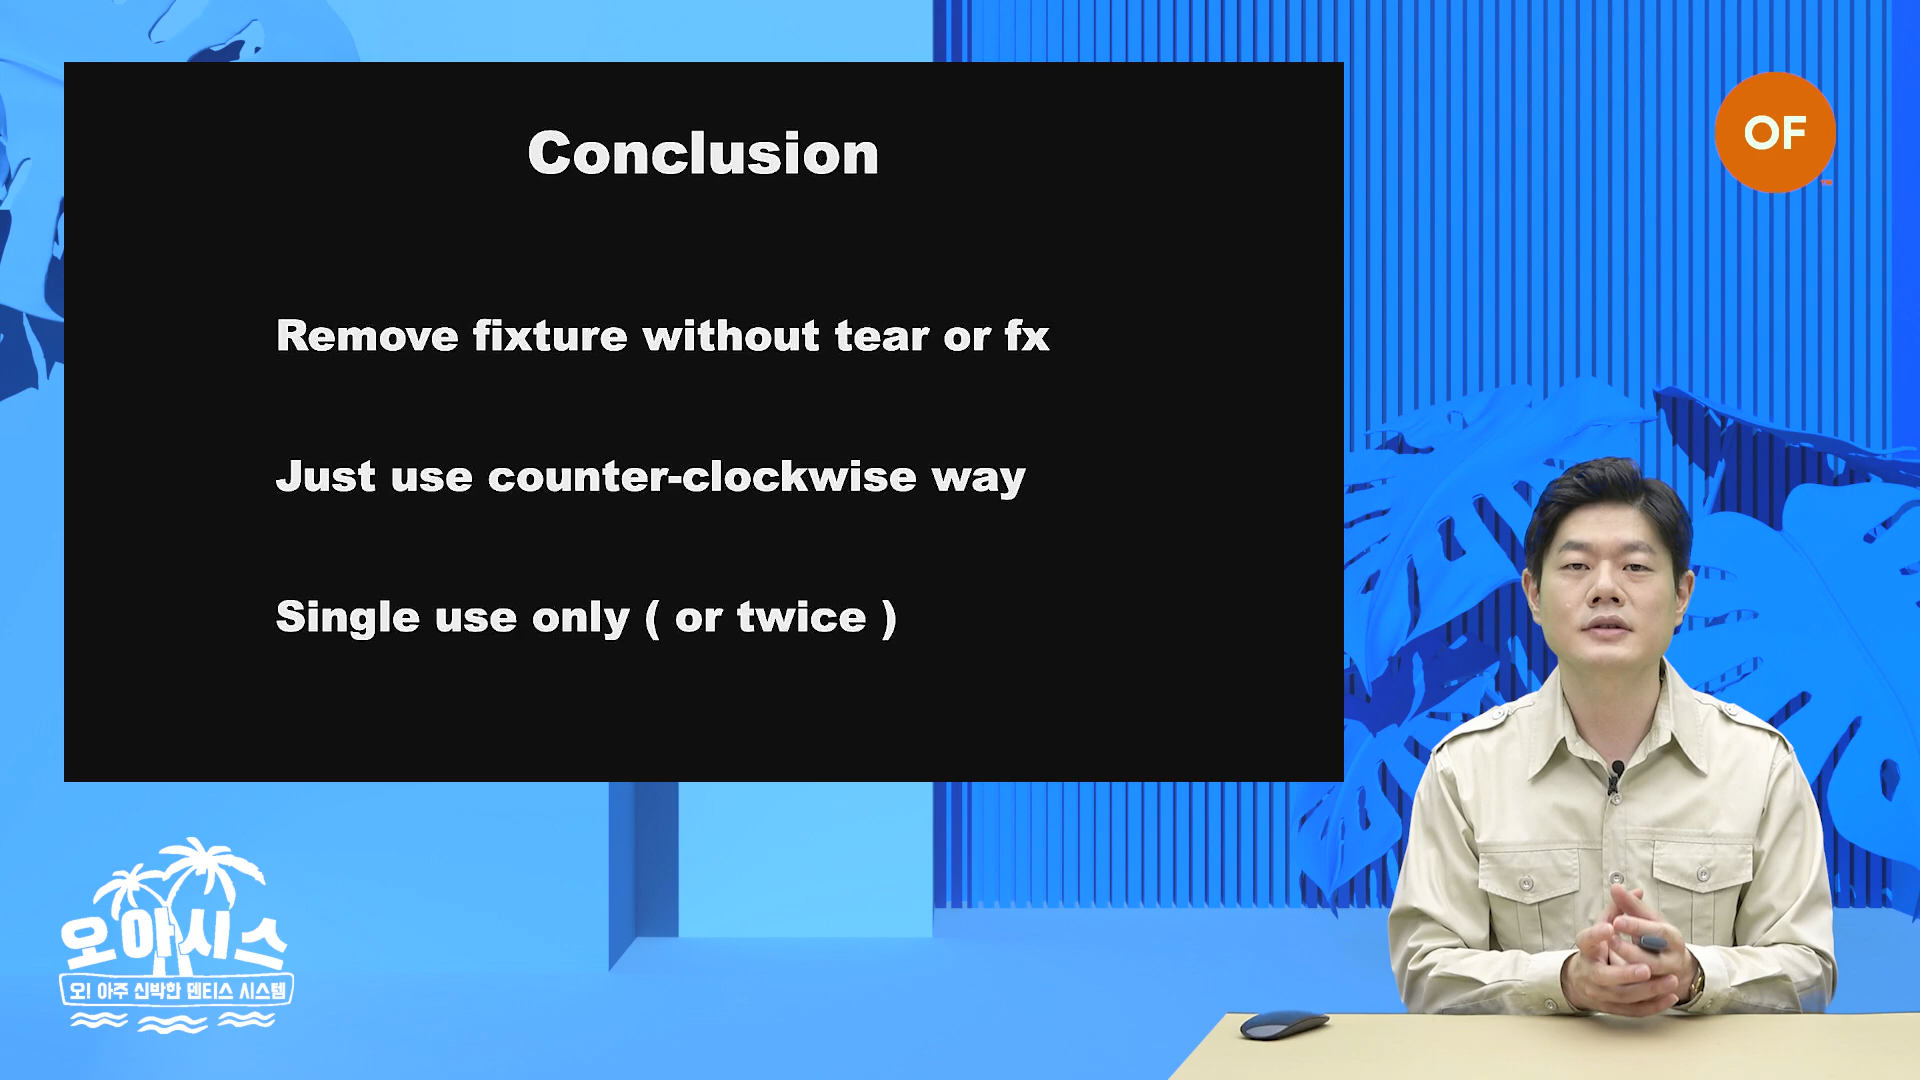 Conclusion
OF
TM
Remove fixture without tear or fx
Just use counter-clockwise way
Single use only ( or twice )
오아시스
오! 아주 신박한 덴티스 시스템